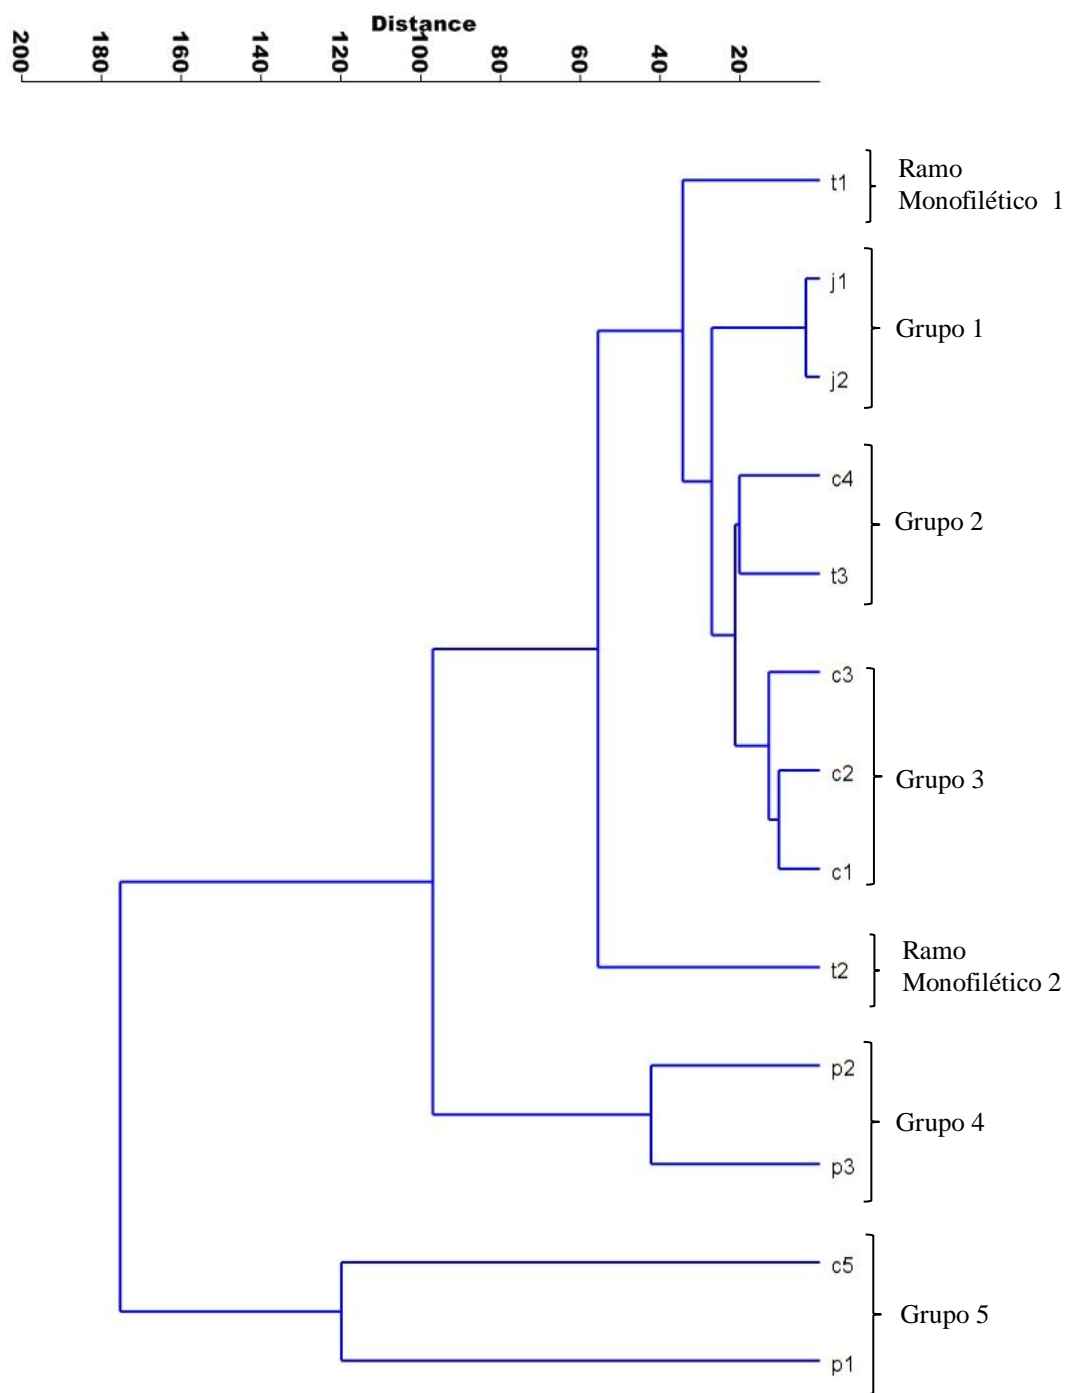 Distance
200 180 160 140 120 100 80 60 40 20
t1
Ramo
Monofilético 1
j1
Grupo 1
j2
c4
Grupo 2
t3
c3
c2
Grupo 3
c1
t2
Ramo
Monofilético 2
p2
Grupo 4
p3
c5
Grupo 5
p1